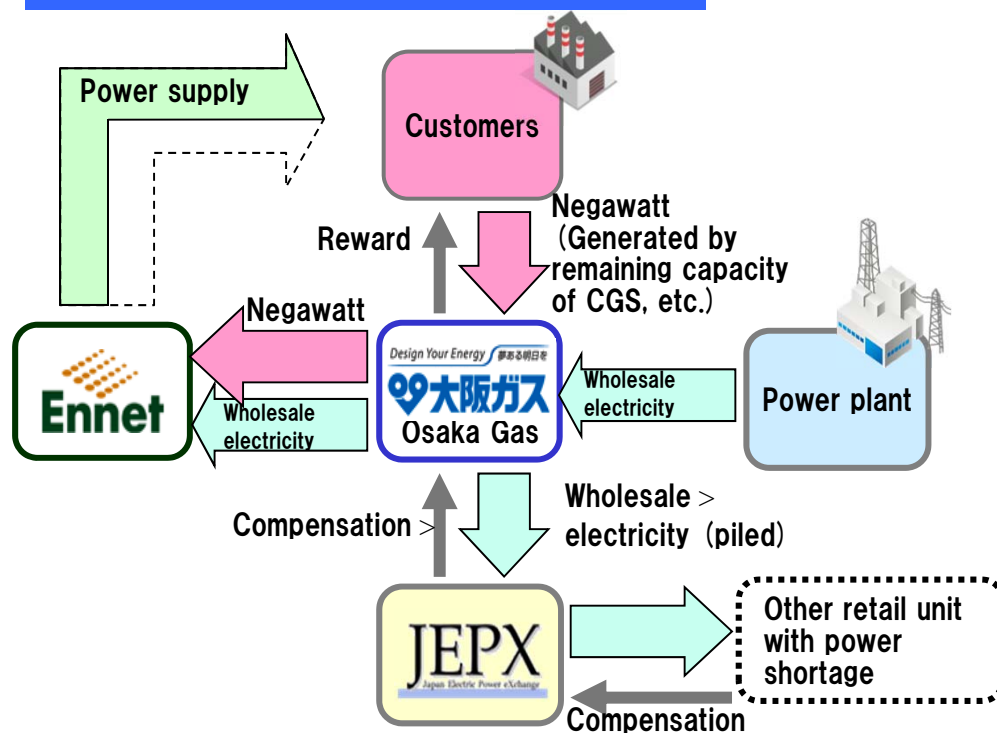 Power supply
Customers
Reward
Negawatt
（Generated by
remaining capacity
of CGS, etc.）
Negawatt
Ennet
Wholesale
electricity
Design Your Energy 夢ある明日を
大阪ガス
Osaka Gas
Wholesale
electricity
Power plant
Compensation >
Wholesale >
electricity （piled）
JEPX
Japan Electric Power eXchange
Other retail unit
with power
shortage
Compensation